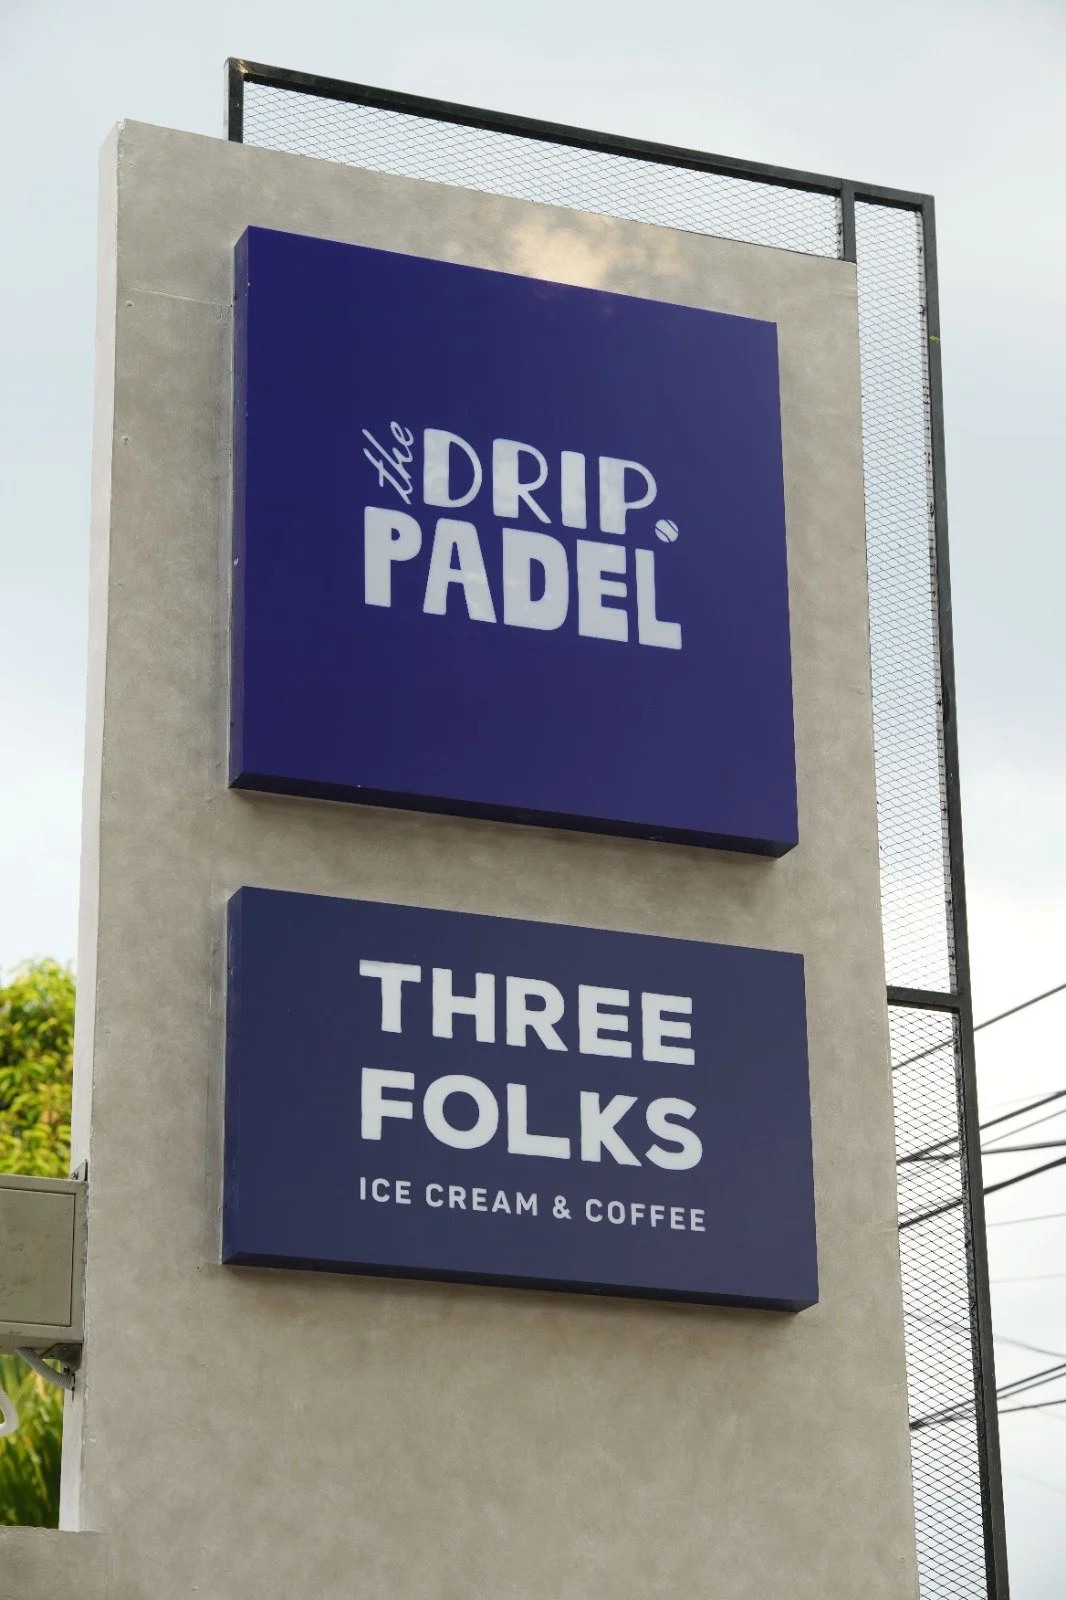 the DRIP.
PADEL
THREE
FOLKS
ICE CREAM & COFFEE